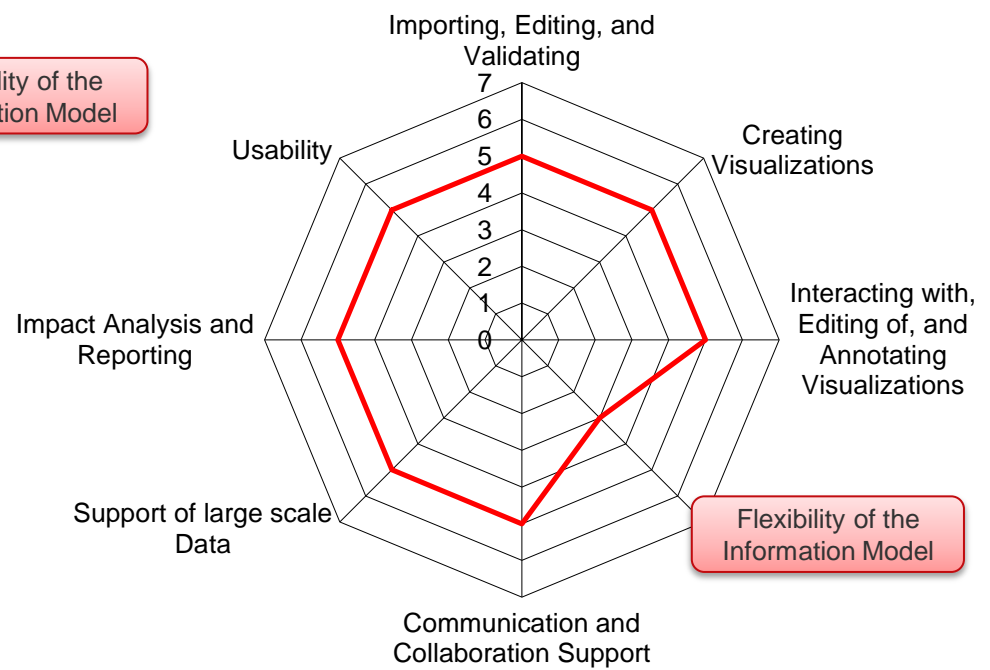 Importing, Editing, and
Validating
lity of the
tion Model
7
6
5
4
3
2
1
0
Usability
Creating
Visualizations
Interacting with,
Editing of, and
Annotating
Visualizations
Impact Analysis and
Reporting
Support of large scale
Data
Flexibility of the
Information Model
Communication and
Collaboration Support